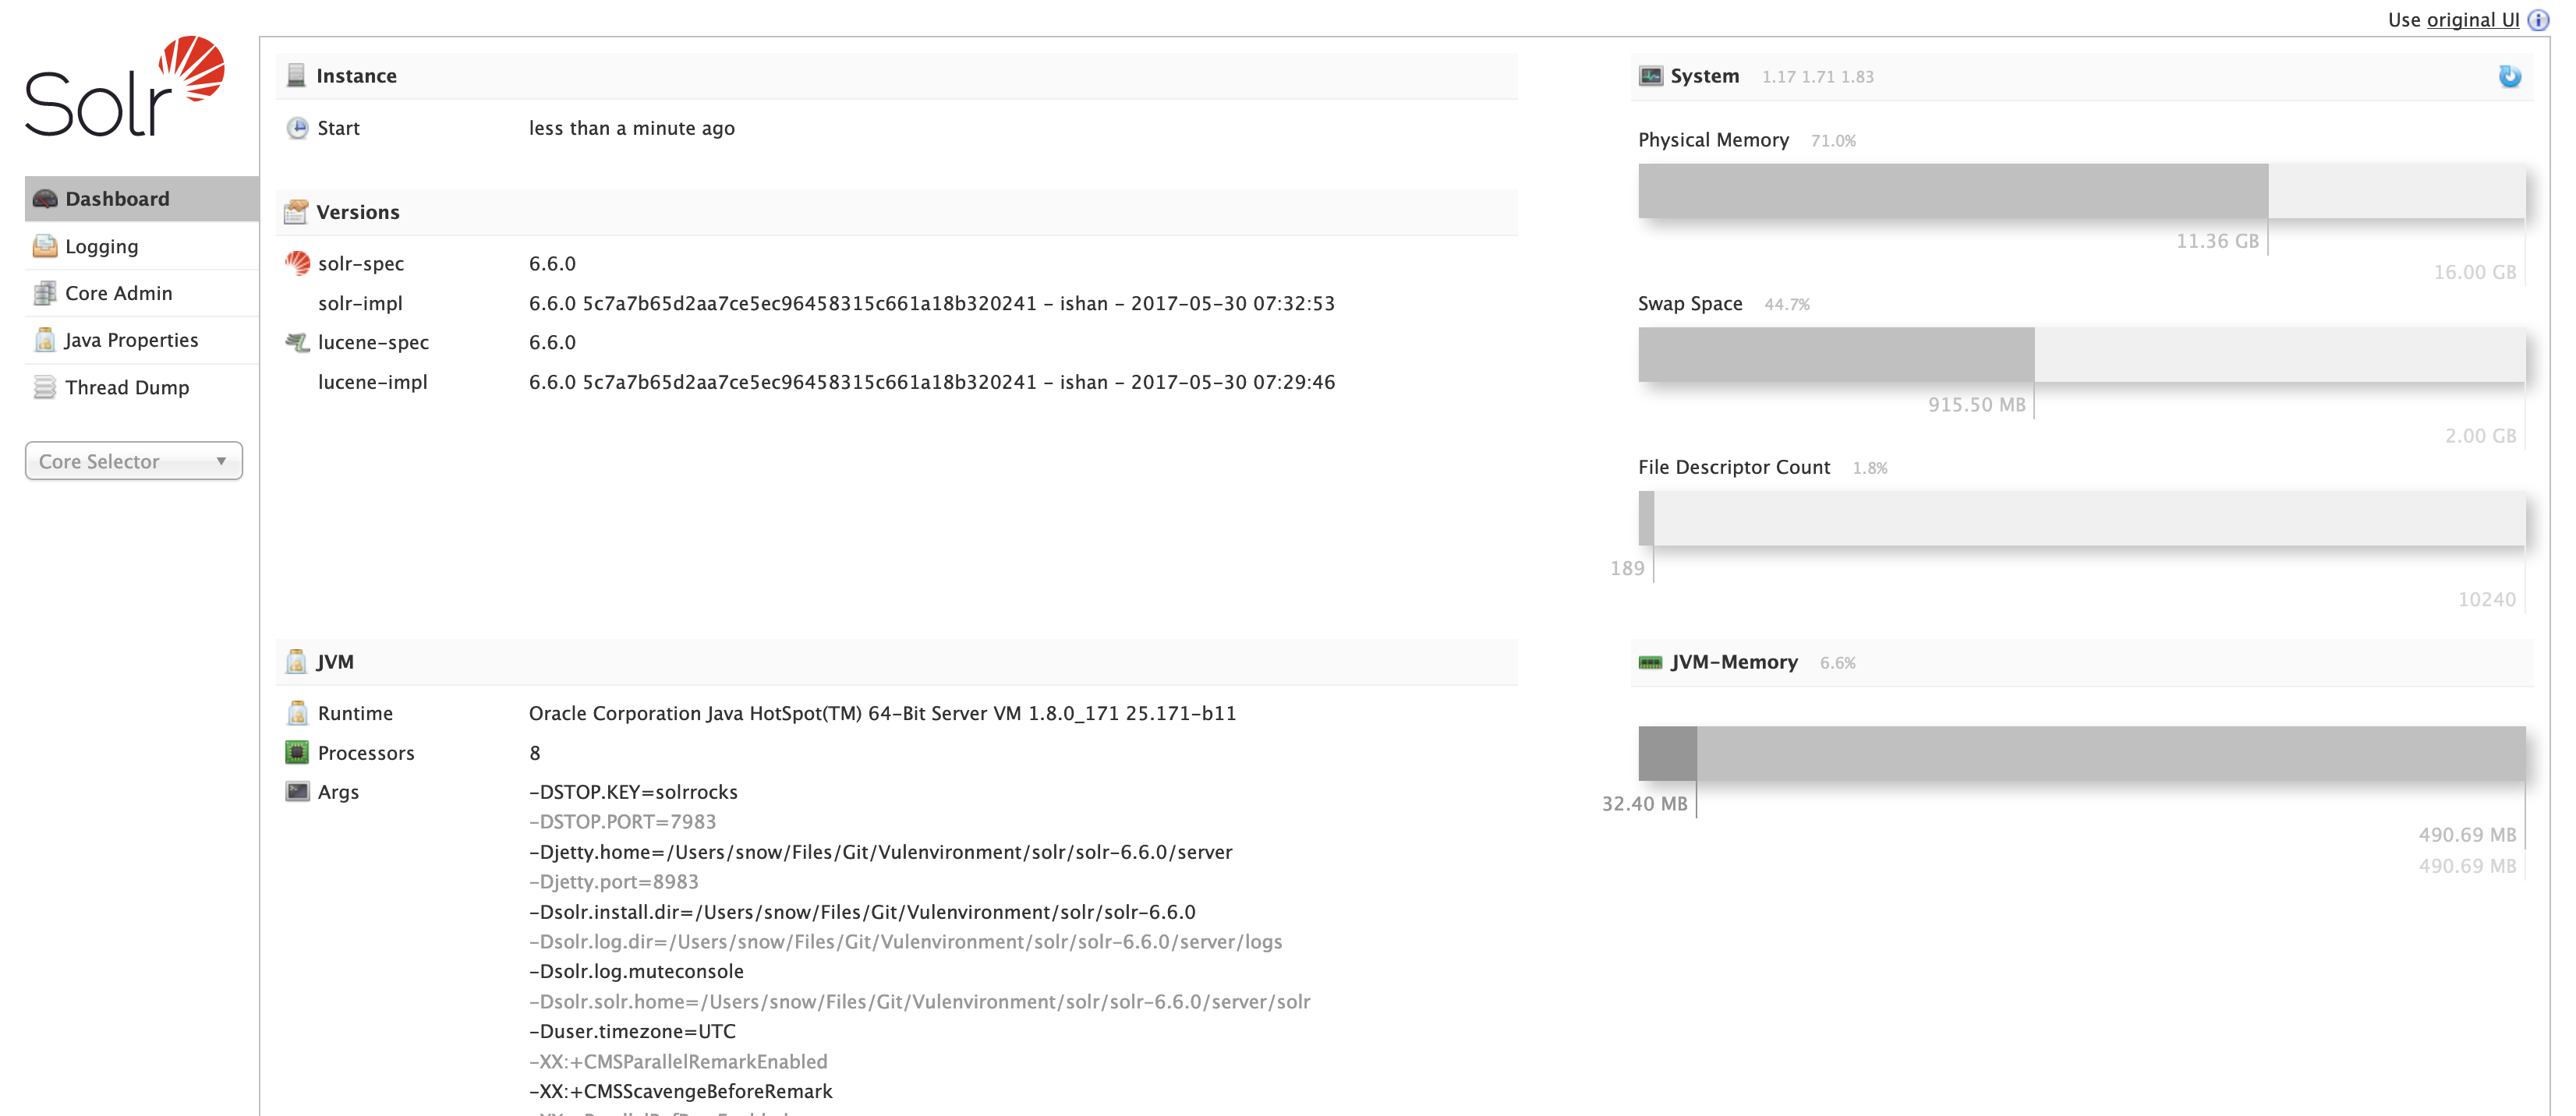 Use original UI
Solr
Dashboard
Logging
Core Admin
Java Properties
Thread Dump
Core Selector
Instance
Start less than a minute ago
Versions
solr-spec 6.6.0
solr-impl 6.6.0 5c7a7b65d2aa7ce5ec96458315c661a18b320241 - ishan - 2017-05-30 07:32:53
lucene-spec 6.6.0
lucene-impl 6.6.0 5c7a7b65d2aa7ce5ec96458315c661a18b320241 - ishan - 2017-05-30 07:29:46
System 1.17 1.71 1.83
Physical Memory 71.0%
11.36 GB
16.00 GB
Swap Space 44.7%
915.50 MB
2.00 GB
File Descriptor Count 1.8%
189
10240
JVM
Runtime Oracle Corporation Java HotSpot(TM) 64-Bit Server VM 1.8.0_171 25.171-b11
Processors 8
Args -DSTOP.KEY=solrrocks
-DSTOP.PORT=7983
-Djetty.home=/Users/snow/Files/Git/Vulenvironment/solr/solr-6.6.0/server
-Djetty.port=8983
-Dsolr.install.dir=/Users/snow/Files/Git/Vulenvironment/solr/solr-6.6.0
-Dsolr.log.dir=/Users/snow/Files/Git/Vulenvironment/solr/solr-6.6.0/server/logs
-Dsolr.log.muteconsole
-Dsolr.solr.home=/Users/snow/Files/Git/Vulenvironment/solr/solr-6.6.0/server/solr
-Duser.timezone=UTC
-XX:+CMSParallelRemarkEnabled
-XX:+CMSScavengeBeforeRemark
JVM-Memory 6.6%
32.40 MB
490.69 MB
490.69 MB